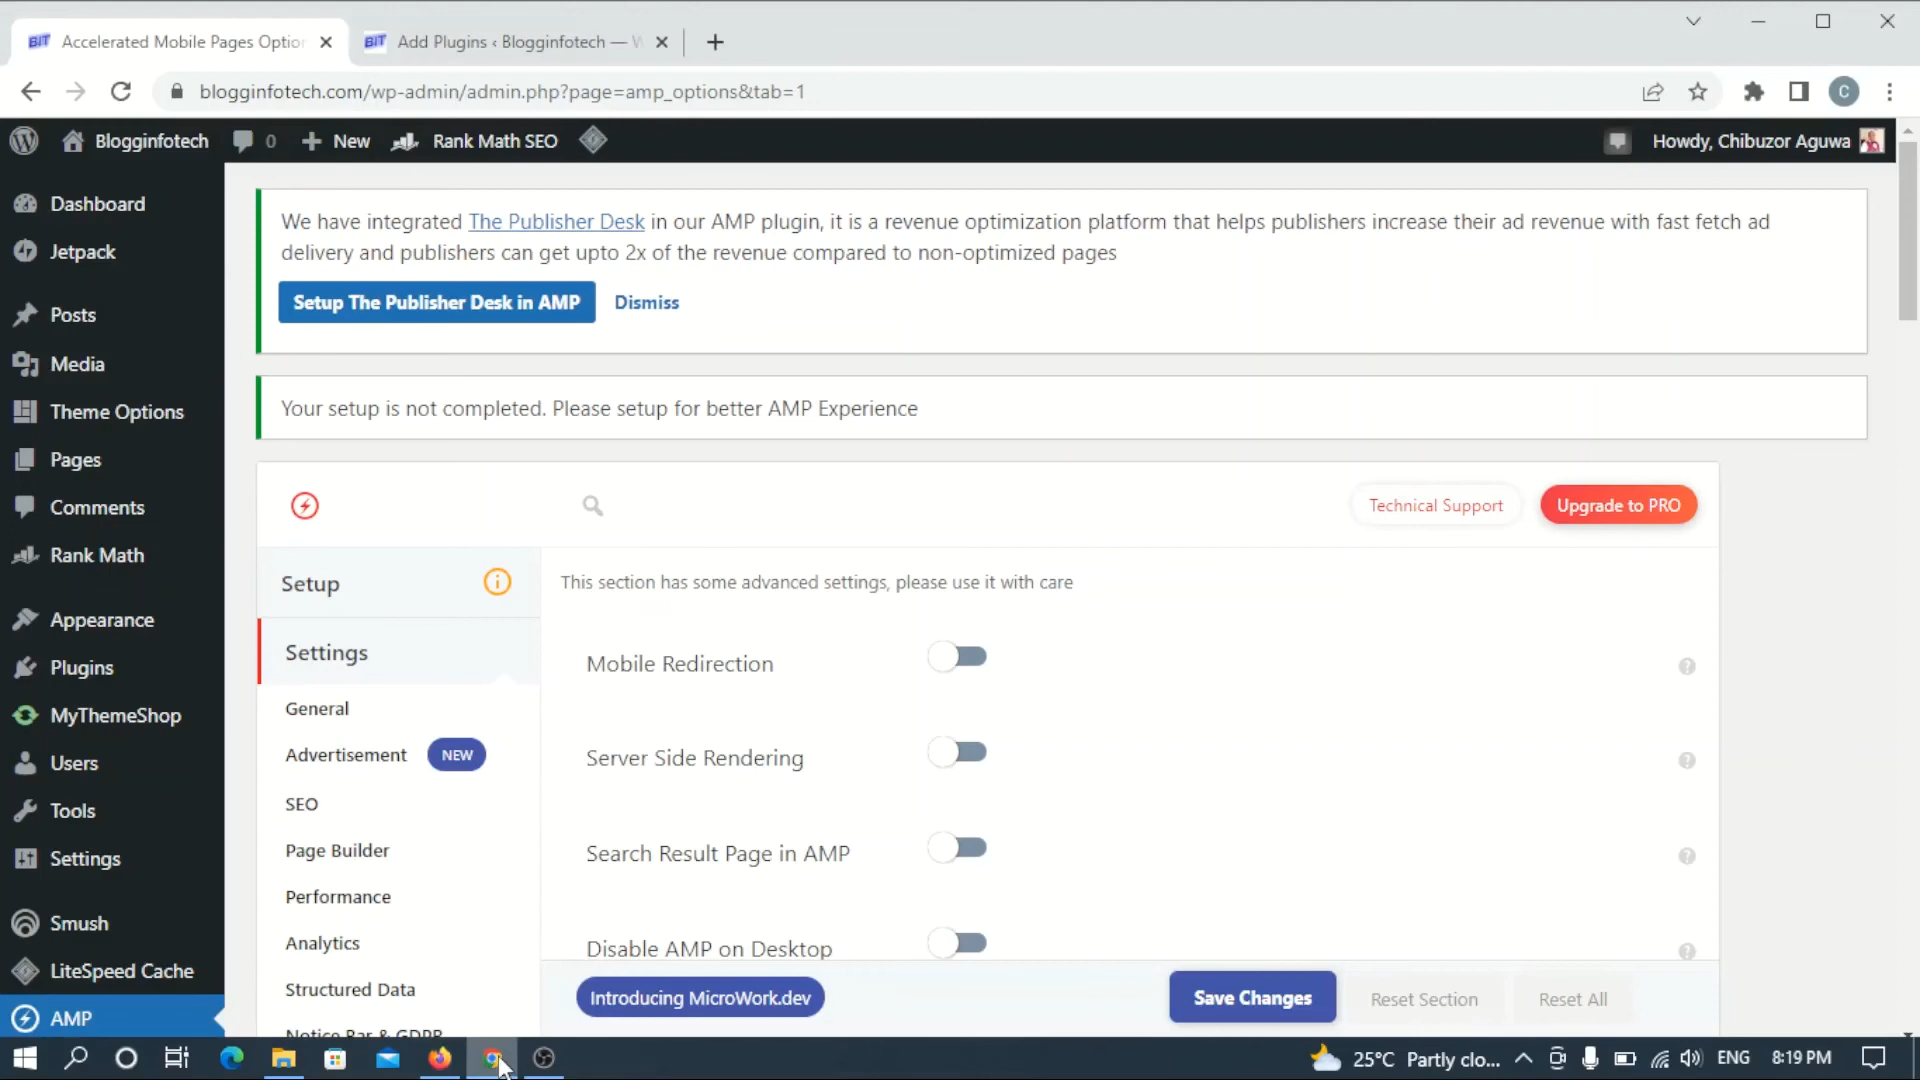 BIT Accelerated Mobile Pages Option
BIT Add Plugins ‹ Blogginfotech —
blogginfotech.com/wp-admin/admin.php?page=amp_options&tab=1
C
Blogginfotech
0
New
Rank Math SEO
Howdy, Chibuzor Aguwa
Dashboard
Jetpack
Posts
Media
Theme Options
Pages
Comments
Rank Math
Appearance
Plugins
MyThemeShop
Users
Tools
Settings
Smush
LiteSpeed Cache
AMP
We have integrated The Publisher Desk in our AMP plugin, it is a revenue optimization platform that helps publishers increase their ad revenue with fast fetch ad
delivery and publishers can get upto 2x of the revenue compared to non-optimized pages
Setup The Publisher Desk in AMP
Dismiss
Your setup is not completed. Please setup for better AMP Experience
Technical Support
Upgrade to PRO
Setup
Settings
General
Advertisement NEW
SEO
Page Builder
Performance
Analytics
Structured Data
Notice Bar & GDPR
This section has some advanced settings, please use it with care
Mobile Redirection
Server Side Rendering
Search Result Page in AMP
Disable AMP on Desktop
Introducing MicroWork.dev
Save Changes
Reset Section
Reset All
25°C Partly clo...
ENG
8:19 PM